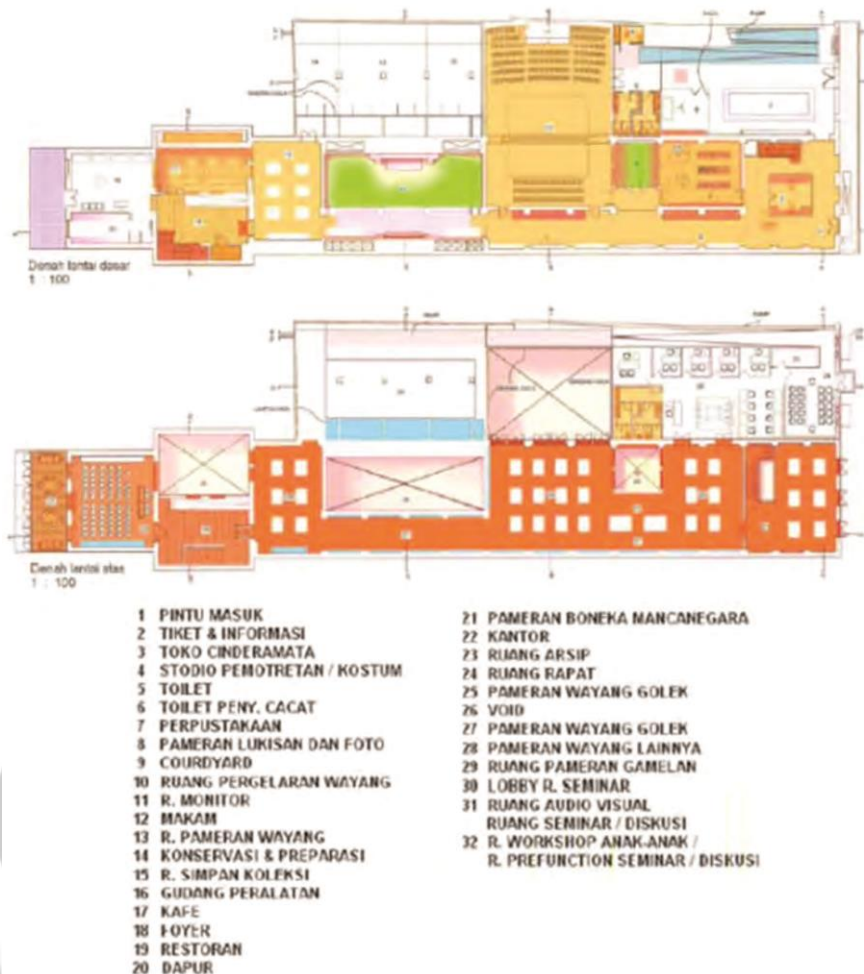 Denah lantai dasar
1 : 100
Denah lantai atas
1 : 100
1 PINTU MASUK
2 TIKET & INFORMASI
3 TOKO CINDERAMATA
4 STODIO PEMOTRETAN / KOSTUM
5 TOILET
6 TOILET PENY. CACAT
7 PERPUSTAKAAN
8 PAMERAN LUKISAN DAN FOTO
9 COURDYARD
10 RUANG PERGELARAN WAYANG
11 R. MONITOR
12 MAKAM
13 R. PAMERAN WAYANG
14 KONSERVASI & PREPARASI
15 R. SIMPAN KOLEKSI
16 GUDANG PERALATAN
17 KAFE
18 FOYER
19 RESTORAN
20 DAPUR
21 PAMERAN BONEKA MANCANEGARA
22 KANTOR
23 RUANG ARSIP
24 RUANG RAPAT
25 PAMERAN WAYANG GOLEK
26 VOID
27 PAMERAN WAYANG GOLEK
28 PAMERAN WAYANG LAINNYA
29 RUANG PAMERAN GAMELAN
30 LOBBY R. SEMINAR
31 RUANG AUDIO VISUAL
RUANG SEMINAR / DISKUSI
32 R. WORKSHOP ANAK-ANAK /
R. PREFUNCTION SEMINAR / DISKUSI